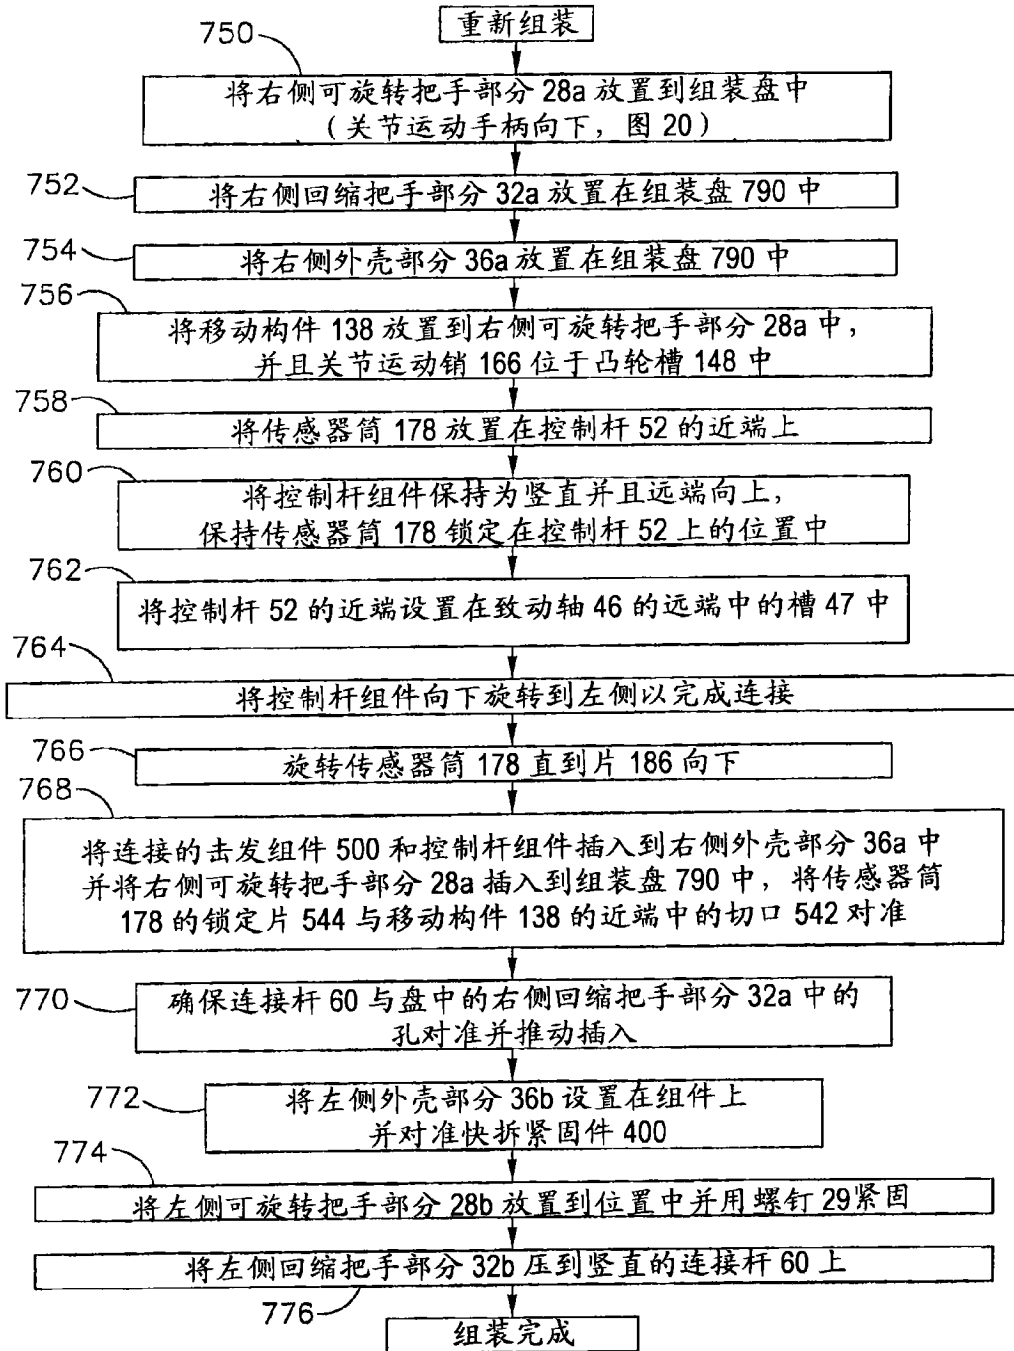 重新组装
750
将右侧可旋转把手部分 28a 放置到组装盘中
(关节运动手柄向下，图 20)
752
将右侧回缩把手部分 32a 放置在组装盘 790 中
754
将右侧外壳部分 36a 放置在组装盘 790 中
756
将移动构件 138 放置到右侧可旋转把手部分 28a 中，
并且关节运动销 166 位于凸轮槽 148 中
758
将传感器筒 178 放置在控制杆 52 的近端上
760
将控制杆组件保持为竖直并且远端向上，
保持传感器筒 178 锁定在控制杆 52 上的位置中
762
将控制杆 52 的近端设置在致动轴 46 的远端中的槽 47 中
764
将控制杆组件向下旋转到左侧以完成连接
766
旋转传感器筒 178 直到片 186 向下
768
将连接的击发组件 500 和控制杆组件插入到右侧外壳部分 36a 中
并将右侧可旋转把手部分 28a 插入到组装盘 790 中，将传感器筒
178 的锁定片 544 与移动构件 138 的近端中的切口 542 对准
770
确保连接杆 60 与盘中的右侧回缩把手部分 32a 中的
孔对准并推动插入
772
将左侧外壳部分 36b 设置在组件上
并对准快拆紧固件 400
774
将左侧可旋转把手部分 28b 放置到位置中并用螺钉 29紧固
将左侧回缩把手部分 32b 压到竖直的连接杆 60 上
776
组装完成